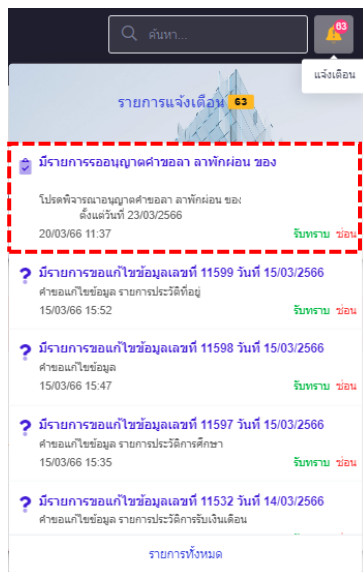 ค้นหา...
63
แจ้งเตือน
รายการแจ้งเตือน 63
มีรายการรออนุญาตคำขอลา ลาพักผ่อน ของ
โปรดพิจารณาอนุญาตคำขอลา ลาพักผ่อน ของ
ตั้งแต่วันที่ 23/03/2566
20/03/66 11:37 รับทราบ ซ่อน
มีรายการขอแก้ไขข้อมูลเลขที่ 11599 วันที่ 15/03/2566
คำขอแก้ไขข้อมูล รายการประวัติที่อยู่
15/03/66 15:52 รับทราบ ซ่อน
มีรายการขอแก้ไขข้อมูลเลขที่ 11598 วันที่ 15/03/2566
คำขอแก้ไขข้อมูล
15/03/66 15:47 รับทราบ ซ่อน
มีรายการขอแก้ไขข้อมูลเลขที่ 11597 วันที่ 15/03/2566
คำขอแก้ไขข้อมูล รายการประวัติการศึกษา
15/03/66 15:35 รับทราบ ซ่อน
มีรายการขอแก้ไขข้อมูลเลขที่ 11532 วันที่ 14/03/2566
คำขอแก้ไขข้อมูล รายการประวัติการรับเงินเดือน
รายการทั้งหมด